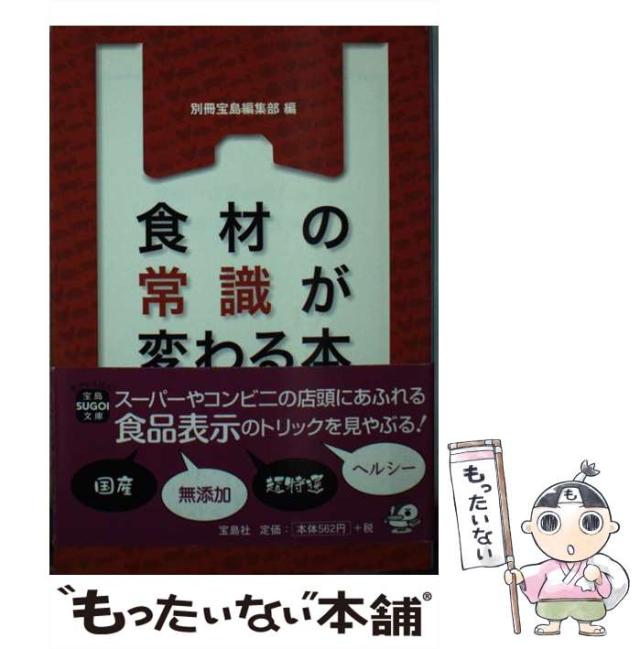 別冊宝島編集部 編
食材の
常識が
変わる本
宝島
SUGOI
文庫
スーパーやコンビニの店頭にあふれる
食品表示のトリックを見やぶる!
国産
無添加
超特選
ヘルシー
宝島社 定価:本体562円+税
も
もったいない
"もったいない"本舗®